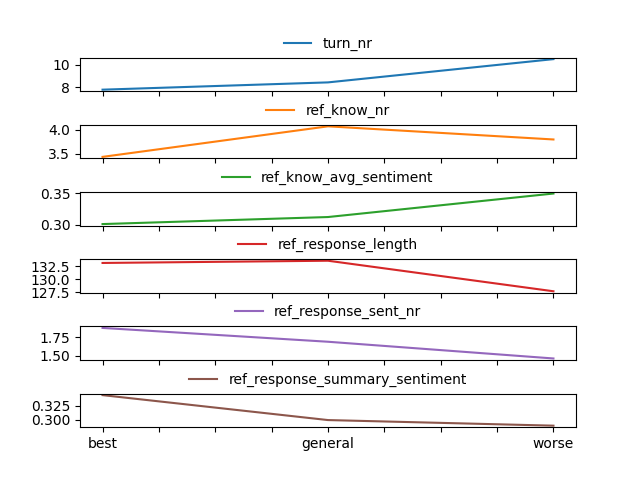 turn_nr
10
8
ref_know_nr
4.0
3.5
ref_know_avg_sentiment
0.35
0.30
ref_response_length
132.5
130.0
127.5
ref_response_sent_nr
1.75
1.50
ref_response_summary_sentiment
0.325
0.300
best general worse